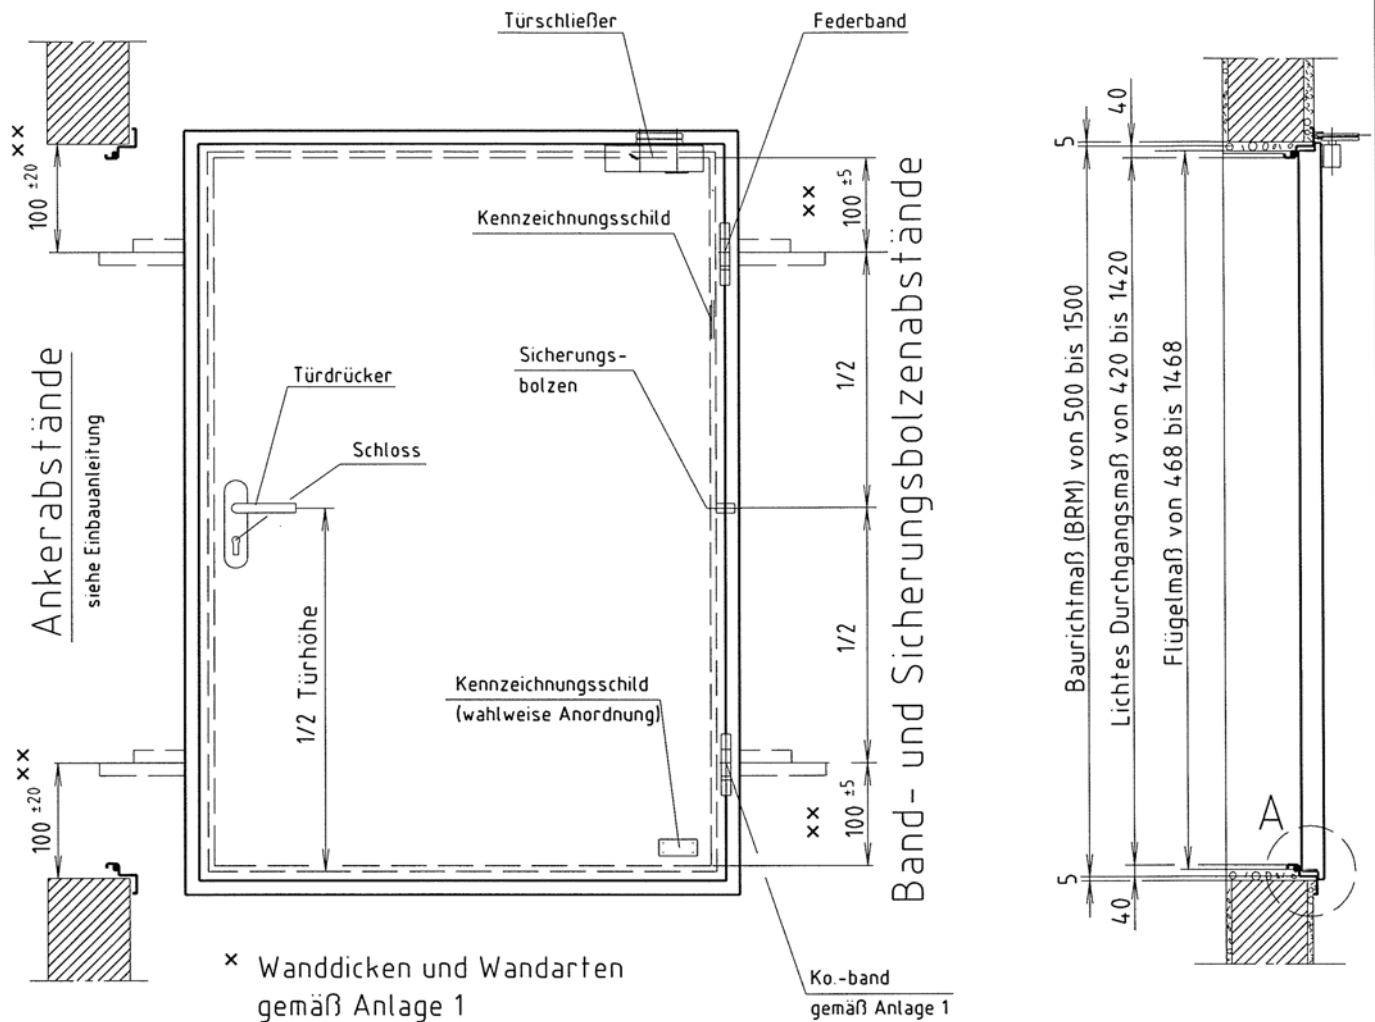 Türschließer
Federband
100 ±20 ××
Kennzeichnungsschild
×× 100 ±5
Sicherungs-
bolzen
Türdrücker
Schloss
Ankerabstände
siehe Einbauanleitung
1/2
1/2
1/2 Türhöhe
Band- und Sicherungsbolzenabstände
Kennzeichnungsschild
(wahlweise Anordnung)
100 ±20 ××
×× 100 ±5
× Wanddicken und Wandarten
gemäß Anlage 1
Ko.-band
gemäß Anlage 1
5
40
Baurichtmaß (BRM) von 500 bis 1500
Lichtes Durchgangsmaß von 420 bis 1420
Flügelmaß von 468 bis 1468
A
5
40